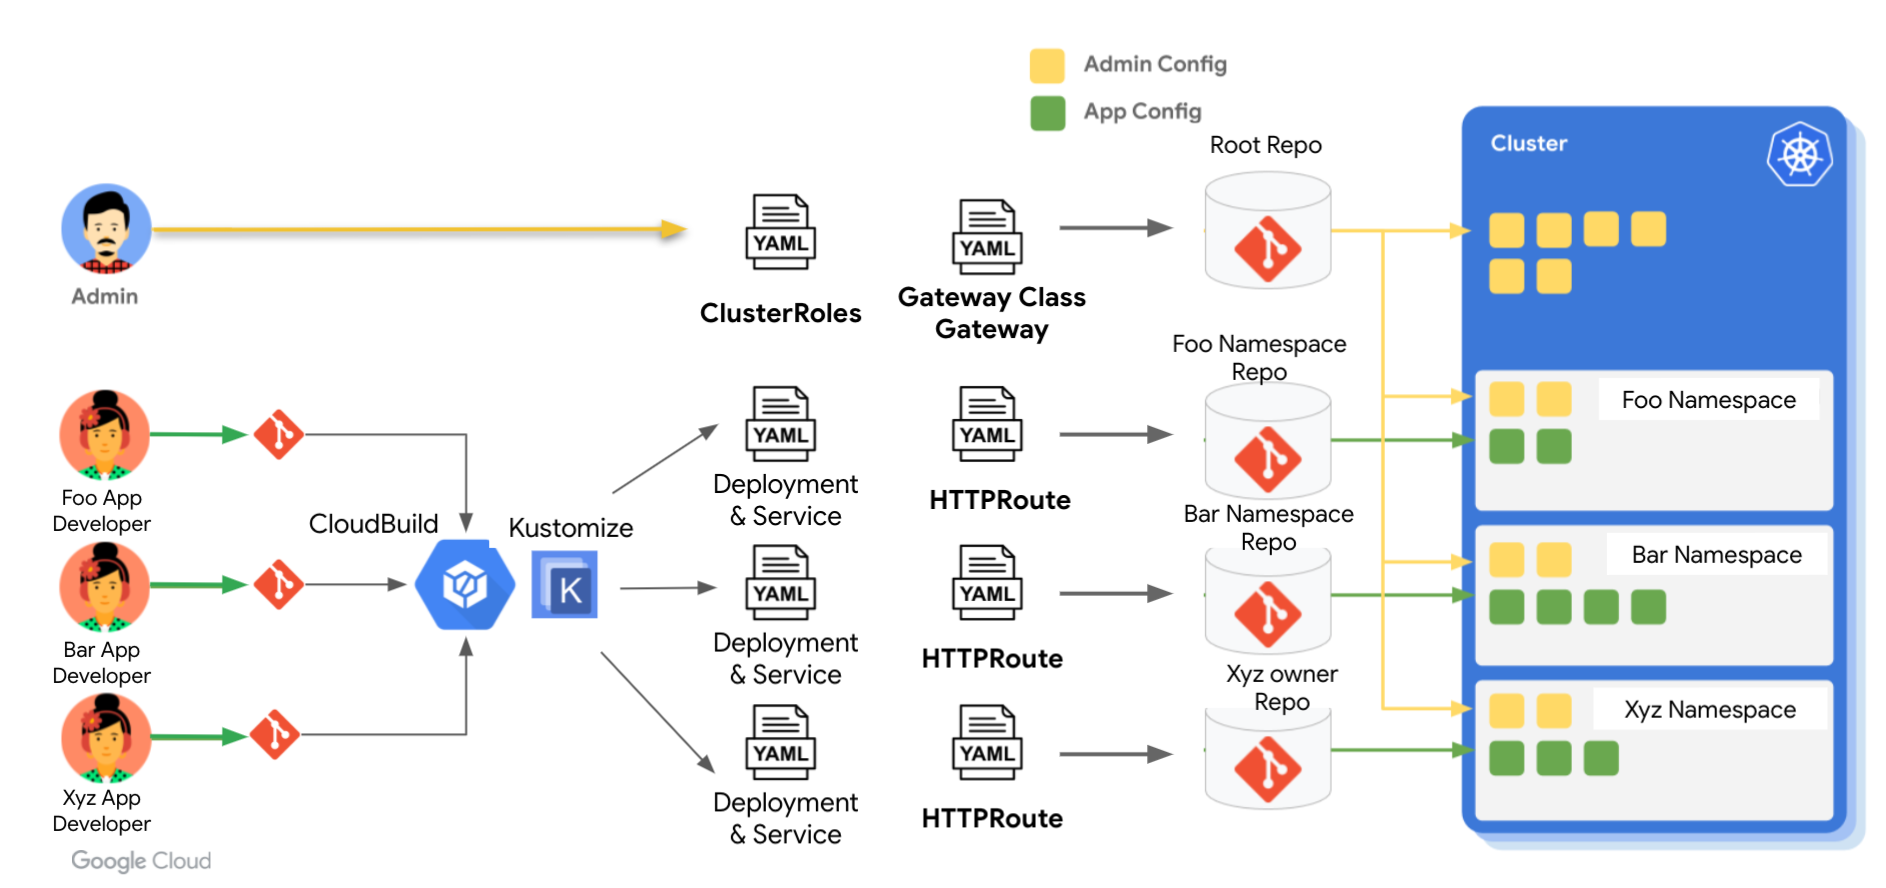 Admin Config
App Config
Root Repo
Cluster
YAML
YAML
Admin
ClusterRoles
Gateway Class
Gateway
Foo Namespace
Repo
Foo Namespace
YAML
YAML
Foo App
Developer
Deployment
& Service
HTTPRoute
CloudBuild
Kustomize
Bar Namespace
Repo
Bar Namespace
K
YAML
YAML
Bar App
Developer
Deployment
& Service
HTTPRoute
Xyz owner
Repo
Xyz Namespace
YAML
YAML
Xyz App
Developer
Deployment
& Service
HTTPRoute
Google Cloud